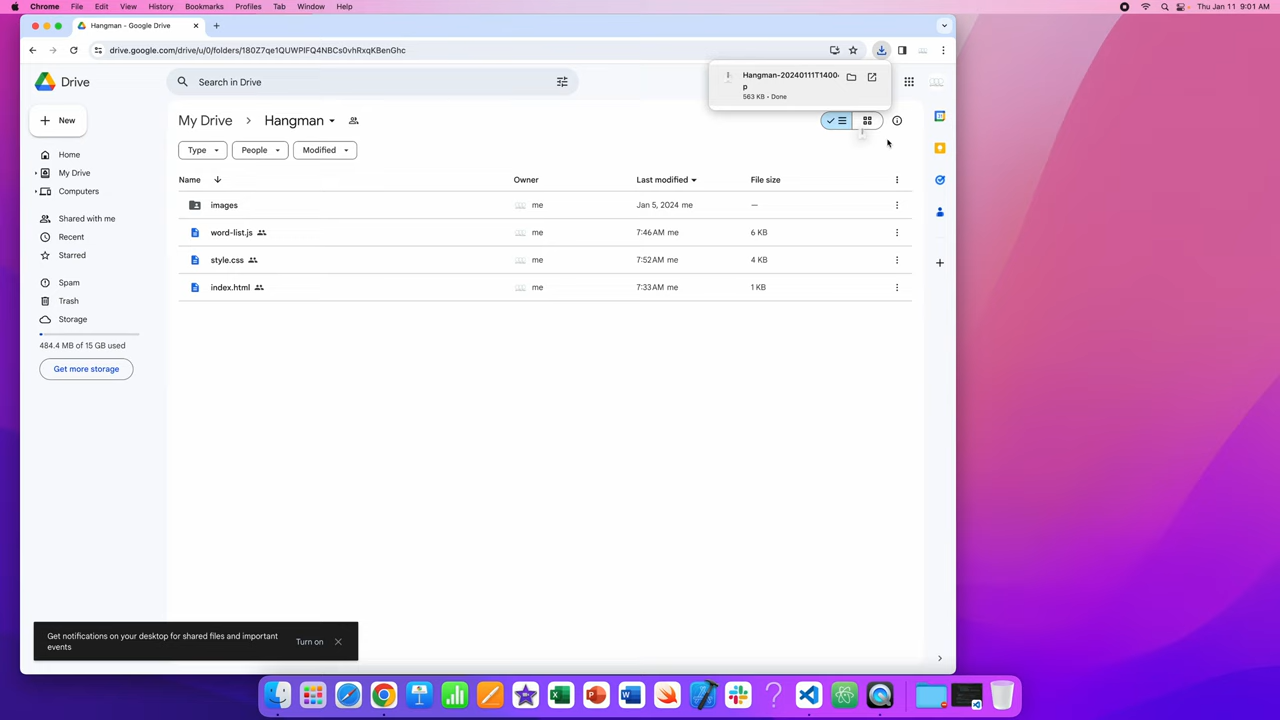 Chrome File Edit View History Bookmarks Profiles Tab Window Help Thu Jan 11 9:01 AM
Hangman - Google Drive
drive.google.com/drive/u/0/folders/180Z7qe1QUWPIFQ4NBCs0vhRxqKBenGhc
Drive
Search in Drive
Hangman-20240111T1400
p
563 KB • Done
New
My Drive > Hangman
Type People Modified
Name Owner Last modified File size
images me Jan 5, 2024 me —
word-list.js me 7:46 AM me 6 KB
style.css me 7:52 AM me 4 KB
index.html me 7:33 AM me 1 KB
Home
My Drive
Computers
Shared with me
Recent
Starred
Spam
Trash
Storage
484.4 MB of 15 GB used
Get more storage
Get notifications on your desktop for shared files and important
events
Turn on